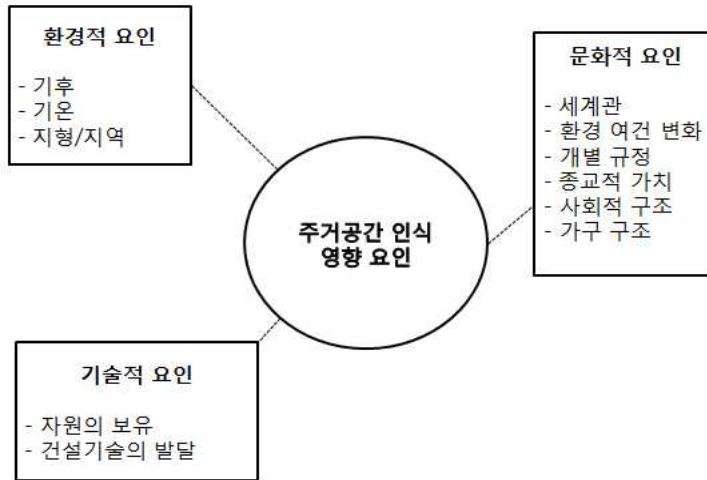 환경적 요인
- 기후
- 기온
- 지형/지역
문화적 요인
- 세계관
- 환경 여건 변화
- 개별 규정
- 종교적 가치
- 사회적 구조
- 가구 구조
주거공간 인식
영향 요인
기술적 요인
- 자원의 보유
- 건설기술의 발달